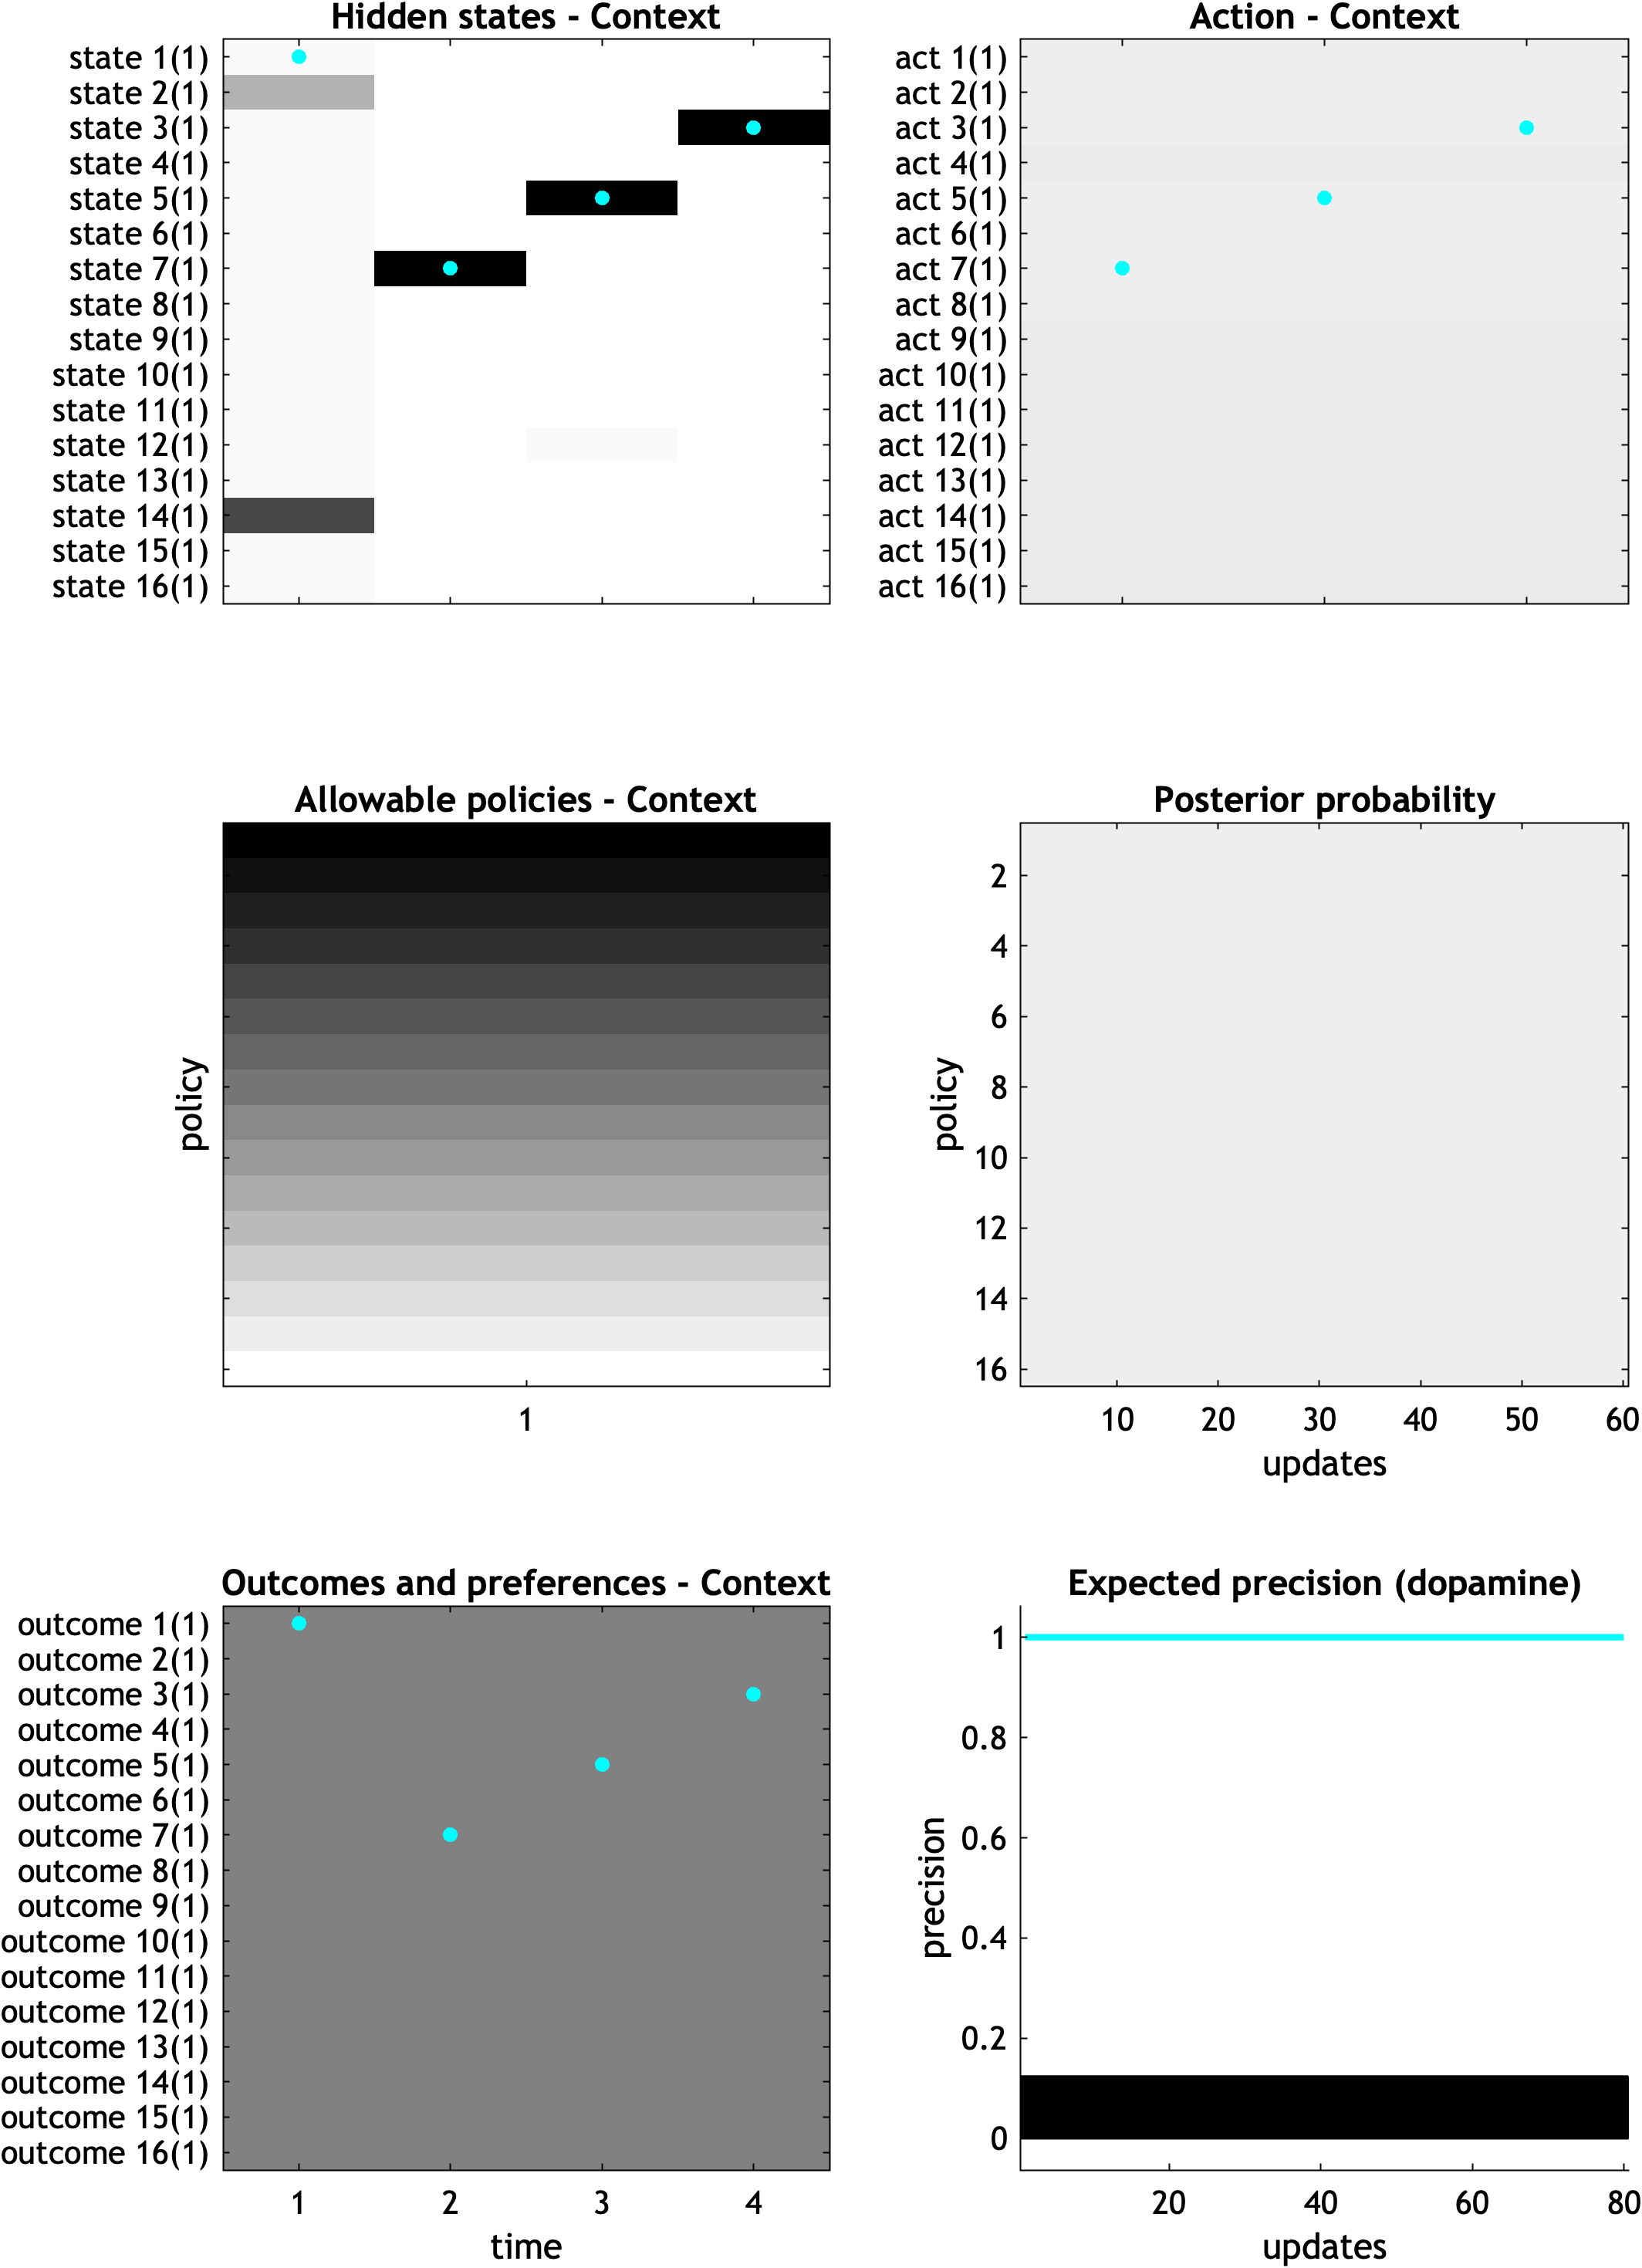 Hidden states - Context
state 1(1)
state 2(1)
state 3(1)
state 4(1)
state 5(1)
state 6(1)
state 7(1)
state 8(1)
state 9(1)
state 10(1)
state 11(1)
state 12(1)
state 13(1)
state 14(1)
state 15(1)
state 16(1)
Action - Context
act 1(1)
act 2(1)
act 3(1)
act 4(1)
act 5(1)
act 6(1)
act 7(1)
act 8(1)
act 9(1)
act 10(1)
act 11(1)
act 12(1)
act 13(1)
act 14(1)
act 15(1)
act 16(1)
Allowable policies - Context
policy
1
Posterior probability
policy
2
4
6
8
10
12
14
16
10 20 30 40 50 60
updates
Outcomes and preferences - Context
outcome 1(1)
outcome 2(1)
outcome 3(1)
outcome 4(1)
outcome 5(1)
outcome 6(1)
outcome 7(1)
outcome 8(1)
outcome 9(1)
outcome 10(1)
outcome 11(1)
outcome 12(1)
outcome 13(1)
outcome 14(1)
outcome 15(1)
outcome 16(1)
1 2 3 4
time
Expected precision (dopamine)
precision
1
0.8
0.6
0.4
0.2
0
20 40 60 80
updates